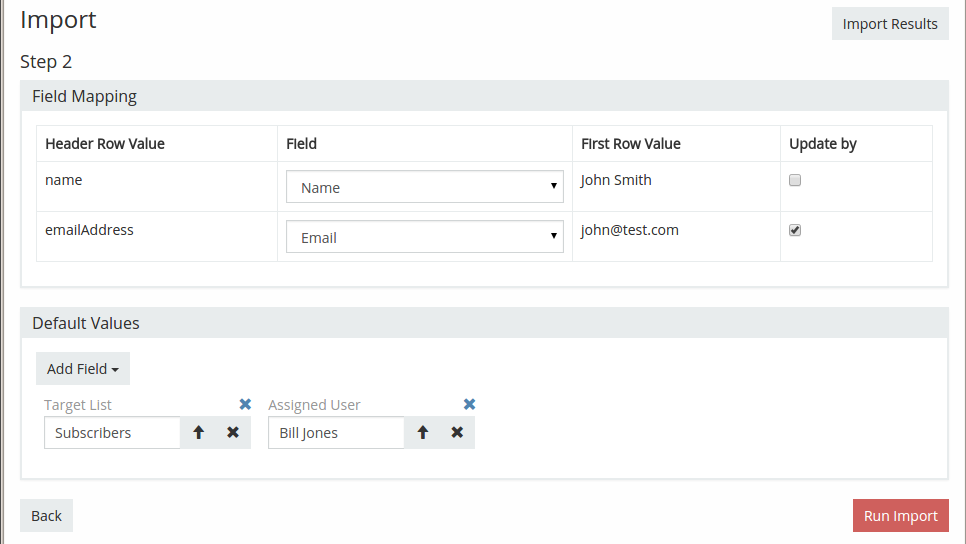 Import
Import Results
Step 2
Field Mapping
Header Row Value Field First Row Value Update by
name Name John Smith
emailAddress Email john@test.com
Default Values
Add Field
Target List Assigned User
Subscribers Bill Jones
Back Run Import